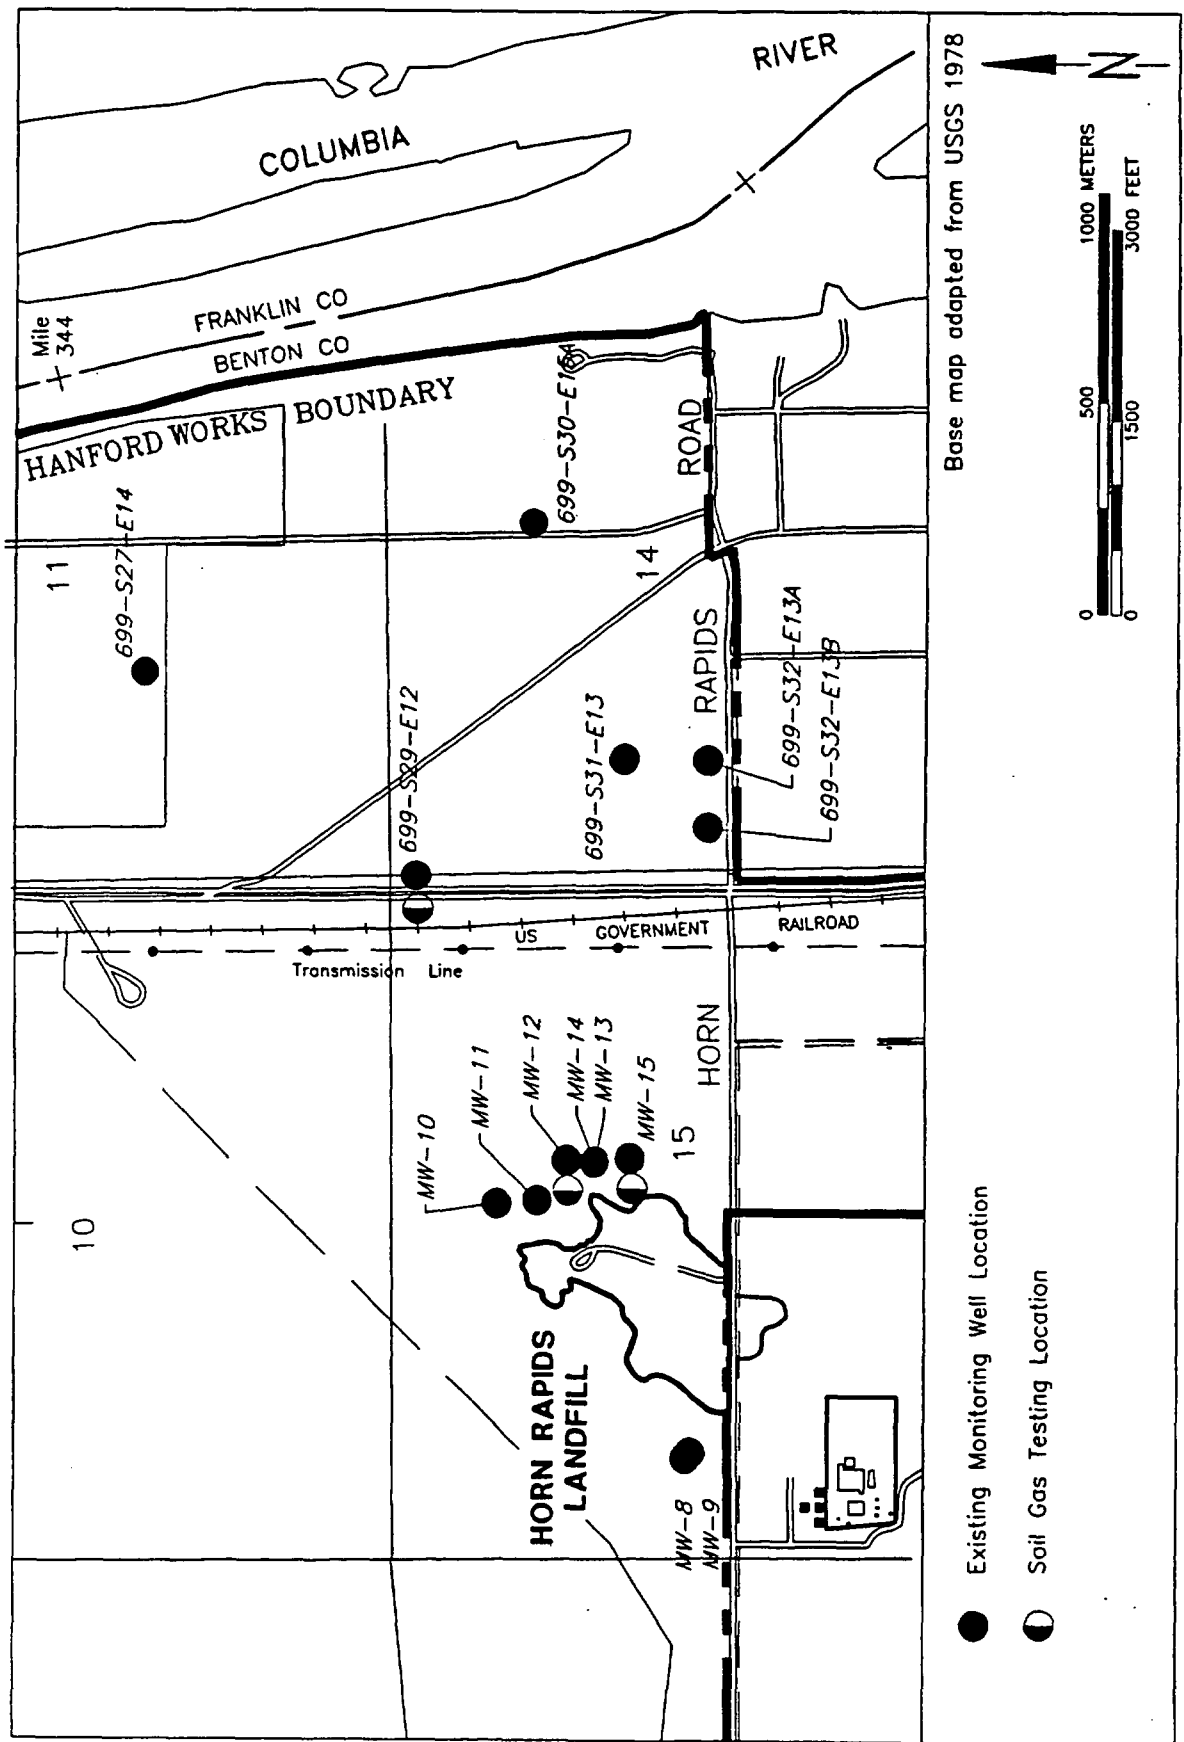 COLUMBIA
RIVER
Mile
344
FRANKLIN CO
BENTON CO
HANFORD WORKS BOUNDARY
11
699-S27-E14
699-S30-E15A
14
699-S29-E12
699-S31-E13
699-S32-E13A
699-S32-E13B
HORN RAPIDS ROAD
US GOVERNMENT RAILROAD
Transmission Line
10
MW-10
MW-11
MW-12
MW-14
MW-13
MW-15
15
HORN RAPIDS
LANDFILL
MW-8
MW-9
Existing Monitoring Well Location
Soil Gas Testing Location
Base map adapted from USGS 1978
N
0 500 1000 METERS
0 1500 3000 FEET